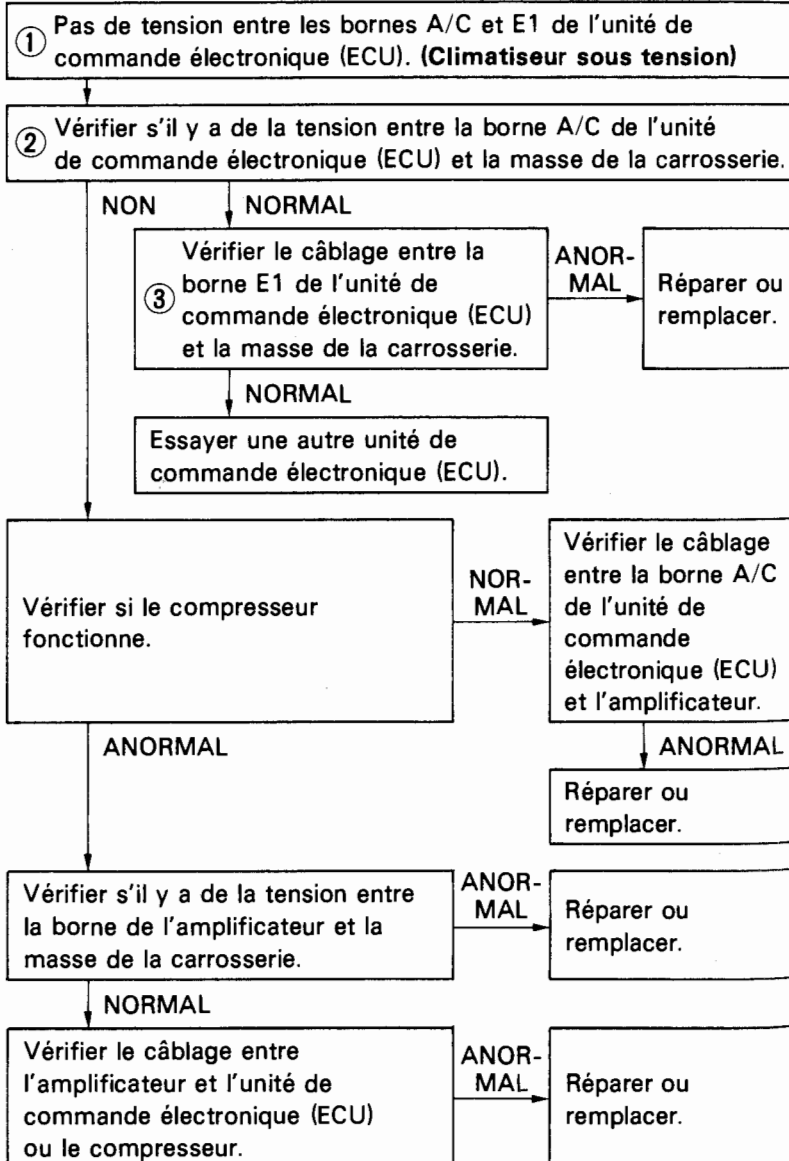 ① Pas de tension entre les bornes A/C et E1 de l'unité de
commande électronique (ECU). (Climatiseur sous tension)
② Vérifier s'il y a de la tension entre la borne A/C de l'unité
de commande électronique (ECU) et la masse de la carrosserie.
NON
NORMAL
③ Vérifier le câblage entre la
borne E1 de l'unité de
commande électronique (ECU)
et la masse de la carrosserie.
ANOR-
MAL
Réparer ou
remplacer.
NORMAL
Essayer une autre unité de
commande électronique (ECU).
Vérifier si le compresseur
fonctionne.
NOR-
MAL
Vérifier le câblage
entre la borne A/C
de l'unité de
commande
électronique (ECU)
et l'amplificateur.
ANORMAL
ANORMAL
Réparer ou
remplacer.
Vérifier s'il y a de la tension entre
la borne de l'amplificateur et la
masse de la carrosserie.
ANOR-
MAL
Réparer ou
remplacer.
NORMAL
Vérifier le câblage entre
l'amplificateur et l'unité de
commande électronique (ECU)
ou le compresseur.
ANOR-
MAL
Réparer ou
remplacer.